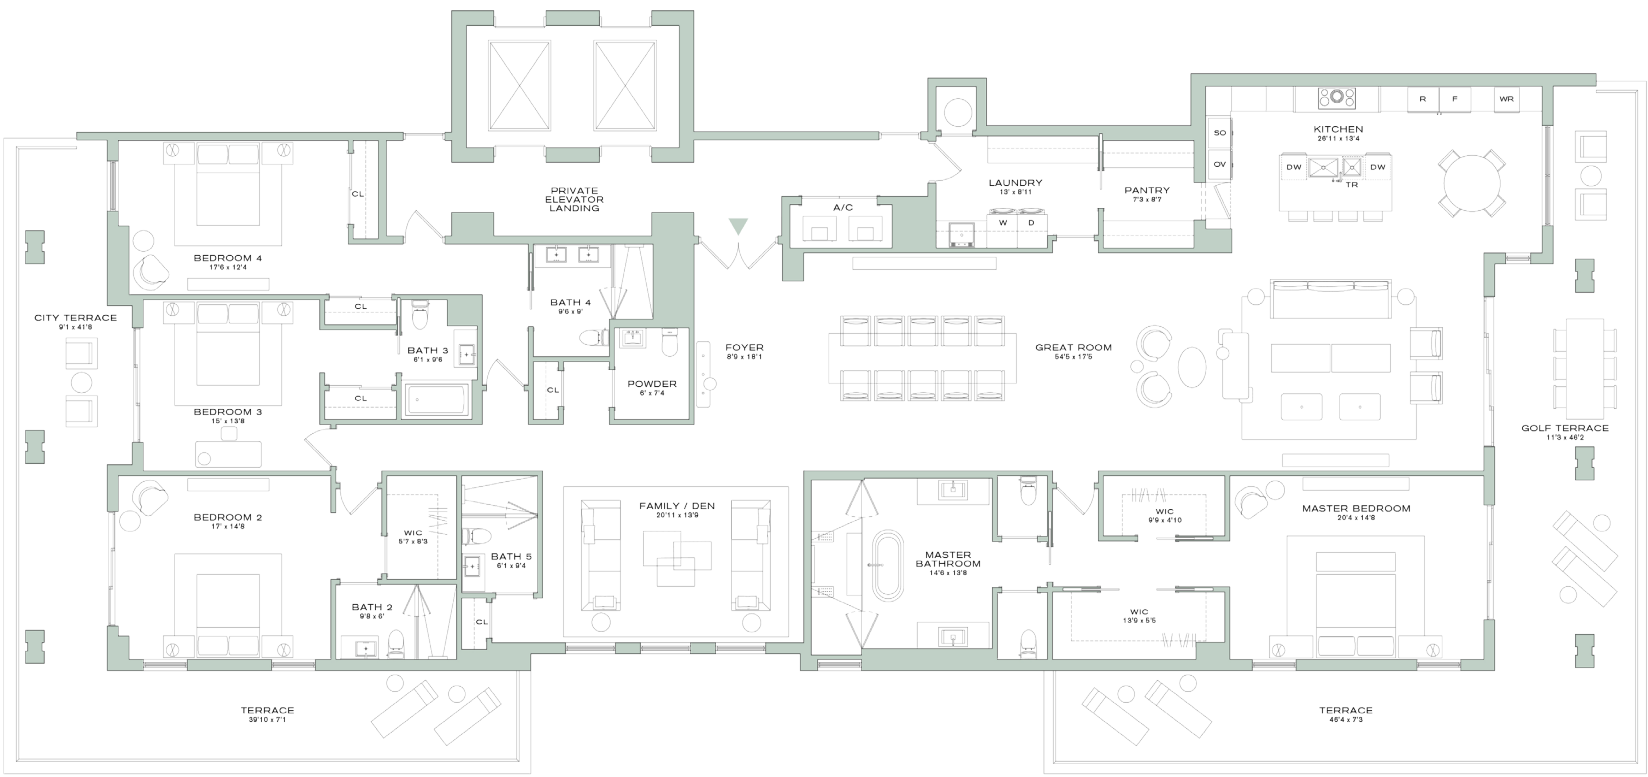 PRIVATE
ELEVATOR
LANDING
BEDROOM 4
17'6 x 12'4
CL
CITY TERRACE
9'1 x 41'8
CL
BATH 3
6'1 x 9'6
CL
BEDROOM 3
15' x 13'8
BATH 4
9'6 x 9'
CL
POWDER
6' x 7'4
FOYER
8'9 x 18'1
A/C
LAUNDRY
13' x 8'11
W
D
PANTRY
7'3 x 8'7
SO
OV
KITCHEN
26'11 x 13'4
R
F
WR
DW
DW
TR
GREAT ROOM
54'5 x 17'5
GOLF TERRACE
11'3 x 46'2
BEDROOM 2
17' x 14'8
WIC
5'7 x 8'3
BATH 2
9'8 x 6'
BATH 5
6'1 x 9'4
CL
FAMILY / DEN
20'11 x 13'9
MASTER
BATHROOM
14'6 x 13'8
WIC
9'9 x 4'10
WIC
13'9 x 5'5
MASTER BEDROOM
20'4 x 14'8
TERRACE
39'10 x 7'1
TERRACE
46'4 x 7'3